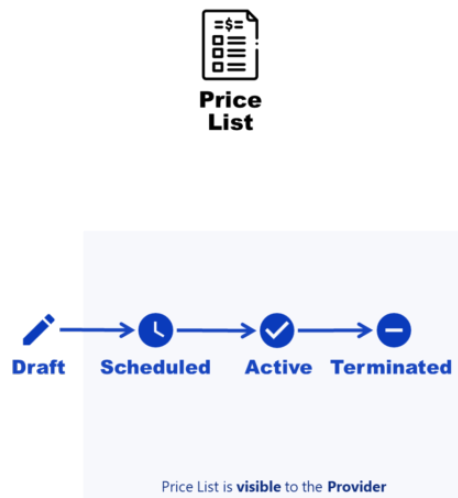 =$=
Price
List
Draft Scheduled Active Terminated
Price List is visible to the Provider